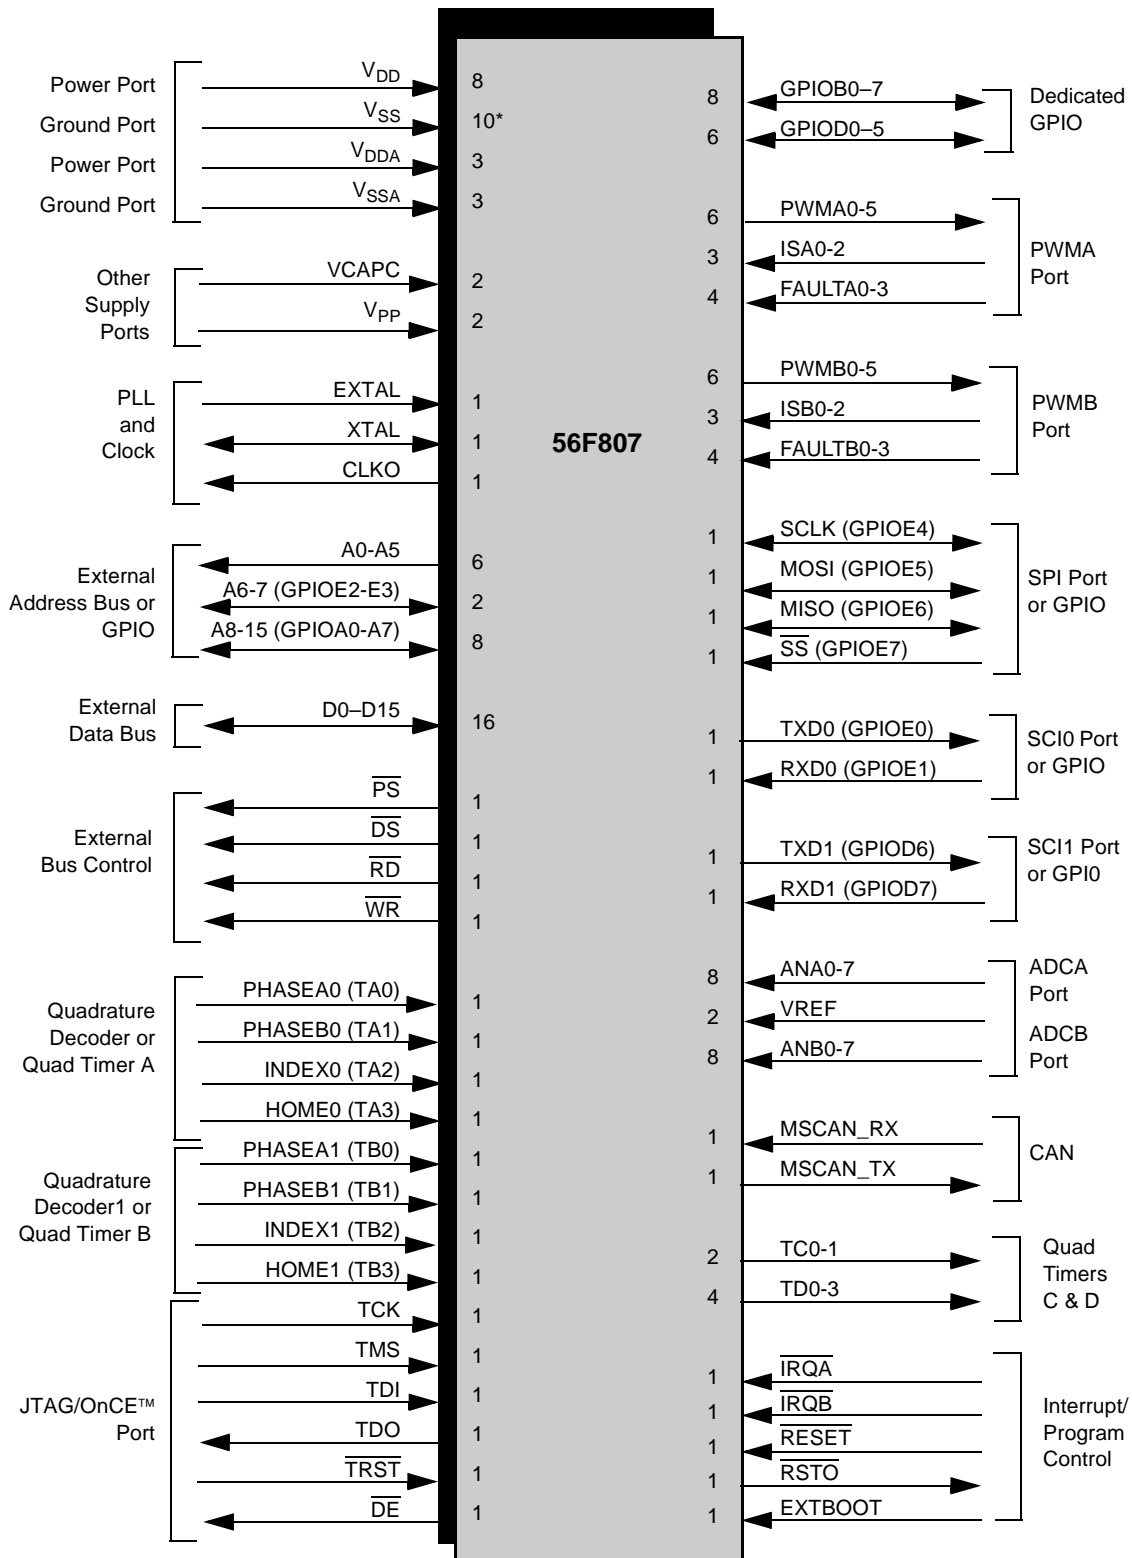 Power Port
V_DD
8
Ground Port
V_SS
10*
Power Port
V_DDA
3
Ground Port
V_SSA
3
Other
Supply
Ports
VCAPC
2
V_PP
2
PLL
and
Clock
EXTAL
1
XTAL
1
CLKO
1
External
Address Bus or
GPIO
A0-A5
6
A6-7 (GPIOE2-E3)
2
A8-15 (GPIOA0-A7)
8
External
Data Bus
D0–D15
16
External
Bus Control
PS
1
DS
1
RD
1
WR
1
Quadrature
Decoder or
Quad Timer A
PHASEA0 (TA0)
1
PHASEB0 (TA1)
1
INDEX0 (TA2)
1
HOME0 (TA3)
1
Quadrature
Decoder1 or
Quad Timer B
PHASEA1 (TB0)
1
PHASEB1 (TB1)
1
INDEX1 (TB2)
1
HOME1 (TB3)
1
JTAG/OnCE™
Port
TCK
1
TMS
1
TDI
1
TDO
1
TRST
1
DE
1
56F807
8
GPIOB0–7
6
GPIOD0–5
Dedicated
GPIO
6
PWMA0-5
3
ISA0-2
4
FAULTA0-3
PWMA
Port
6
PWMB0-5
3
ISB0-2
4
FAULTB0-3
PWMB
Port
1
SCLK (GPIOE4)
1
MOSI (GPIOE5)
1
MISO (GPIOE6)
1
SS (GPIOE7)
SPI Port
or GPIO
1
TXD0 (GPIOE0)
1
RXD0 (GPIOE1)
SCI0 Port
or GPIO
1
TXD1 (GPIOD6)
1
RXD1 (GPIOD7)
SCI1 Port
or GPI0
8
ANA0-7
2
VREF
8
ANB0-7
ADCA
Port
ADCB
Port
1
MSCAN_RX
1
MSCAN_TX
CAN
2
TC0-1
4
TD0-3
Quad
Timers
C & D
1
IRQA
1
IRQB
1
RESET
1
RSTO
1
EXTBOOT
Interrupt/
Program
Control